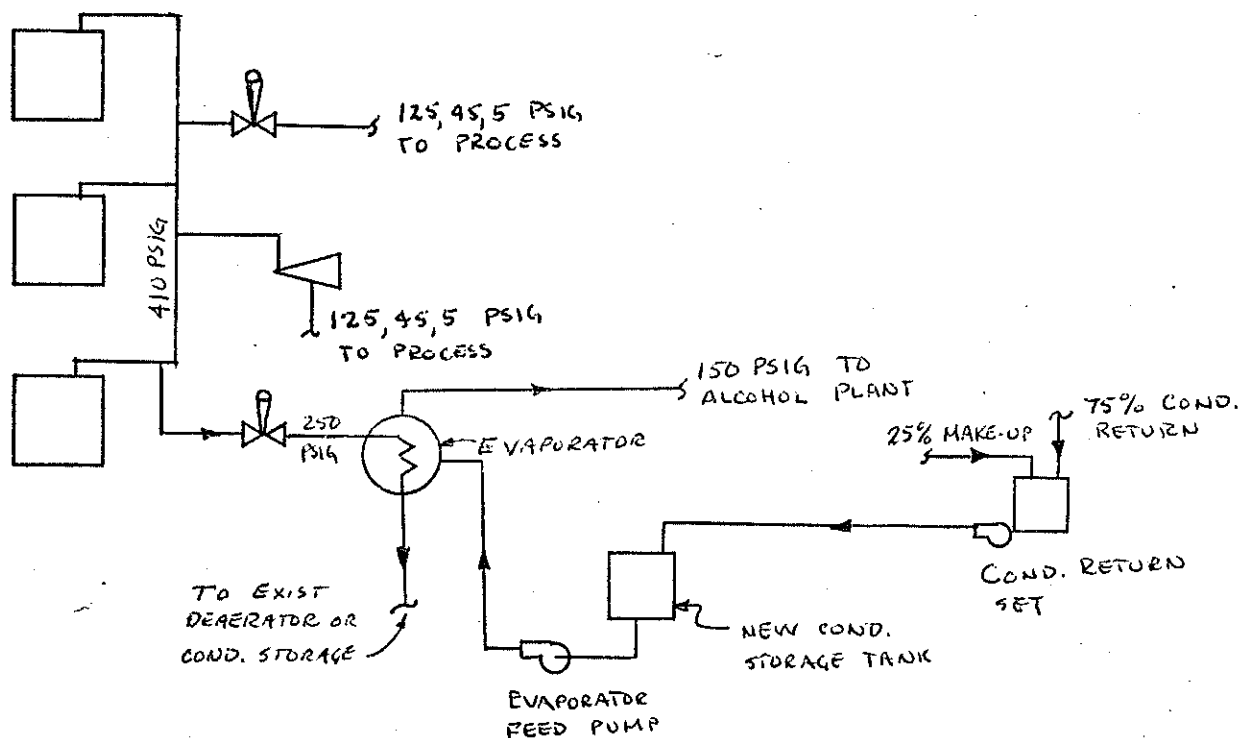 125, 45, 5 PSIG
TO PROCESS
410 PSIG
125, 45, 5 PSIG
TO PROCESS
150 PSIG TO
ALCOHOL PLANT
75% COND.
RETURN
25% MAKE-UP
250
PSIG
EVAPORATOR
COND. RETURN
SET
TO EXIST
DEAERATOR OR
COND. STORAGE
NEW COND.
STORAGE TANK
EVAPORATOR
FEED PUMP